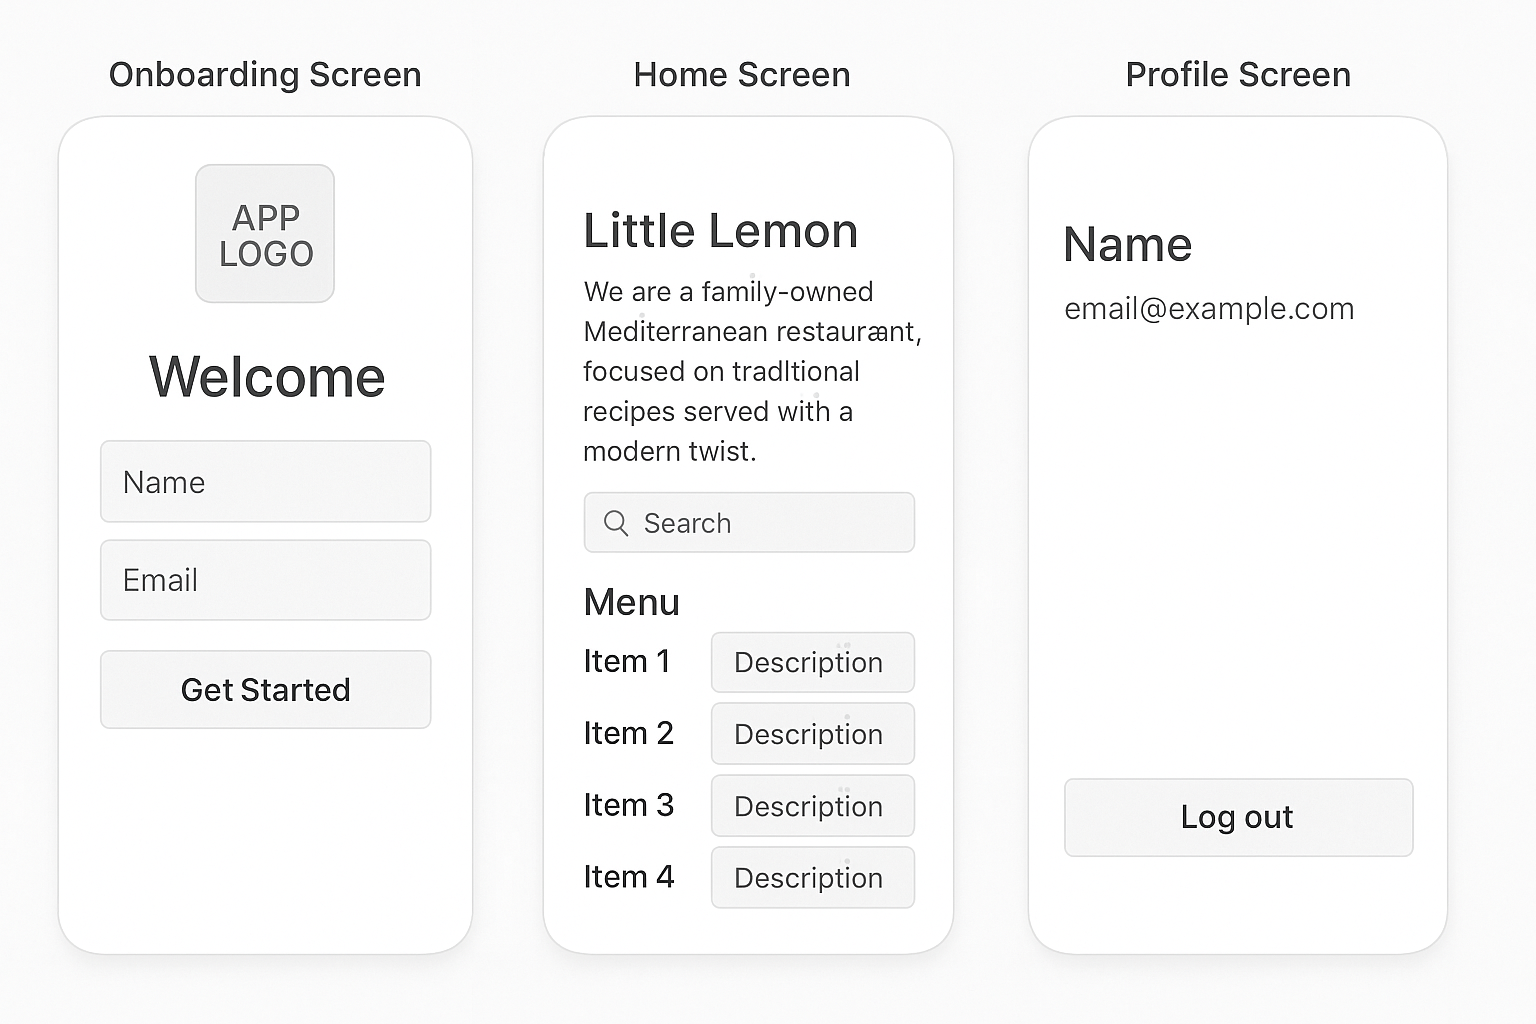 Onboarding Screen
APP
LOGO
Welcome
Name
Email
Get Started
Home Screen
Little Lemon
We are a family-owned
Mediterranean restaurant,
focused on tradltional
recipes served with a
modern twist.
Search
Menu
Item 1 Description
Item 2 Description
Item 3 Description
Item 4 Description
Profile Screen
Name
email@example.com
Log out